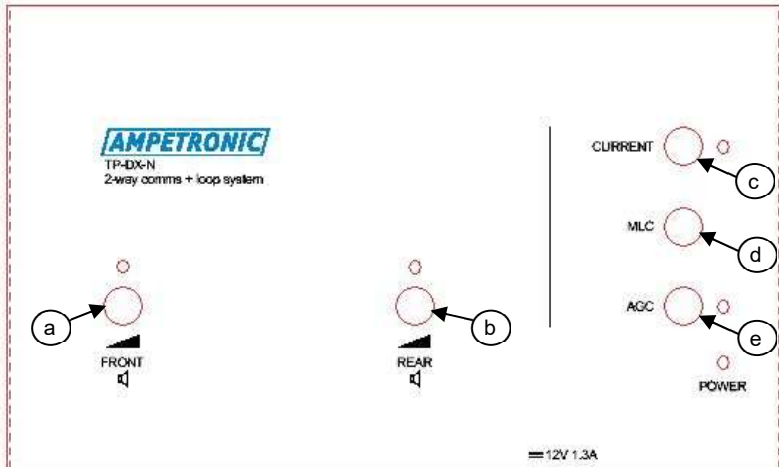 AMPETRONIC
TP-DX-N
2-way comms + loop system
CURRENT
c
MLC
d
a
b
AGC
e
FRONT
REAR
POWER
12V 1.3A